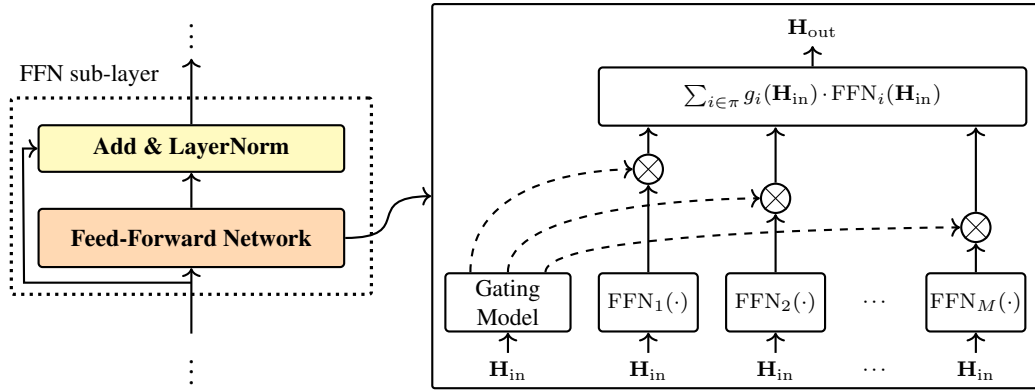 ⋮
FFN sub-layer
Add & LayerNorm
Feed-Forward Network
⋮
H_out
∑_{i∈π} g_i(H_in) · FFN_i(H_in)
Gating
Model
FFN_1(·)
FFN_2(·)
⋯
FFN_M(·)
H_in
H_in
H_in
⋯
H_in